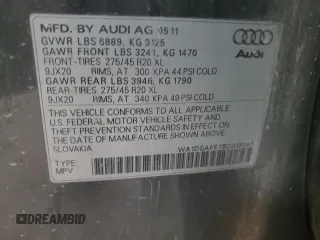 MFD. BY AUDI AG 05 11
GVWR LBS 6889, KG 3125
GAWR FRONT LBS 3241, KG 1470
FRONT-TIRES 275/45 R20 XL
9JX20 RIMS, AT 300 KPA 44 PSI COLD
GAWR REAR LBS 3946, KG 1790
REAR-TIRES 275/45 R20 XL
9JX20 RIMS, AT 340 KPA 49 PSI COLD
Audi
THIS VEHICLE CONFORMS TO ALL APPLICABLE
U.S. FEDERAL MOTOR VEHICLE SAFETY AND
THEFT PREVENTION STANDARDS IN EFFECT ON
THE DATE OF MANUFACTURE SHOWN ABOVE.
SLOVAKIA
TYPE:
MPV
DREAMBID
DREAMBID.COM